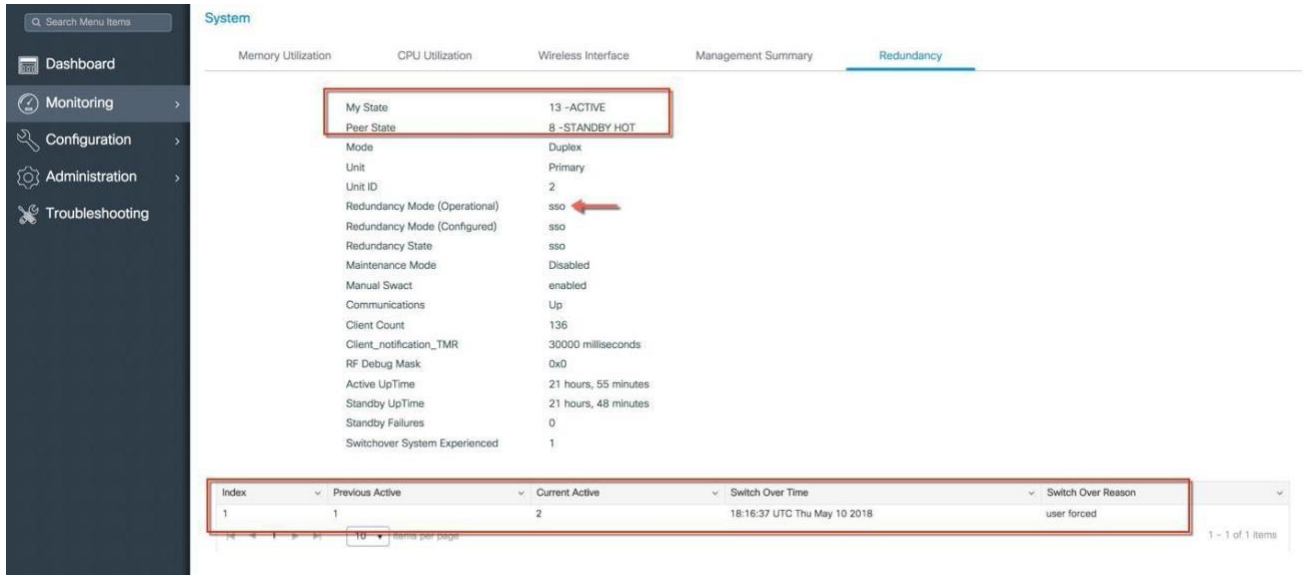 Search Menu Items
Dashboard
Monitoring
Configuration
Administration
Troubleshooting
System
Memory Utilization CPU Utilization Wireless Interface Management Summary Redundancy
My State 13 -ACTIVE
Peer State 8 -STANDBY HOT
Mode Duplex
Unit Primary
Unit ID 2
Redundancy Mode (Operational) sso
Redundancy Mode (Configured) sso
Redundancy State sso
Maintenance Mode Disabled
Manual Swact enabled
Communications Up
Client Count 136
Client_notification_TMR 30000 milliseconds
RF Debug Mask 0x0
Active UpTime 21 hours, 55 minutes
Standby UpTime 21 hours, 48 minutes
Standby Failures 0
Switchover System Experienced 1
Index Previous Active Current Active Switch Over Time Switch Over Reason
1 1 2 18:16:37 UTC Thu May 10 2018 user forced
1 10 items per page 1 - 1 of 1 items